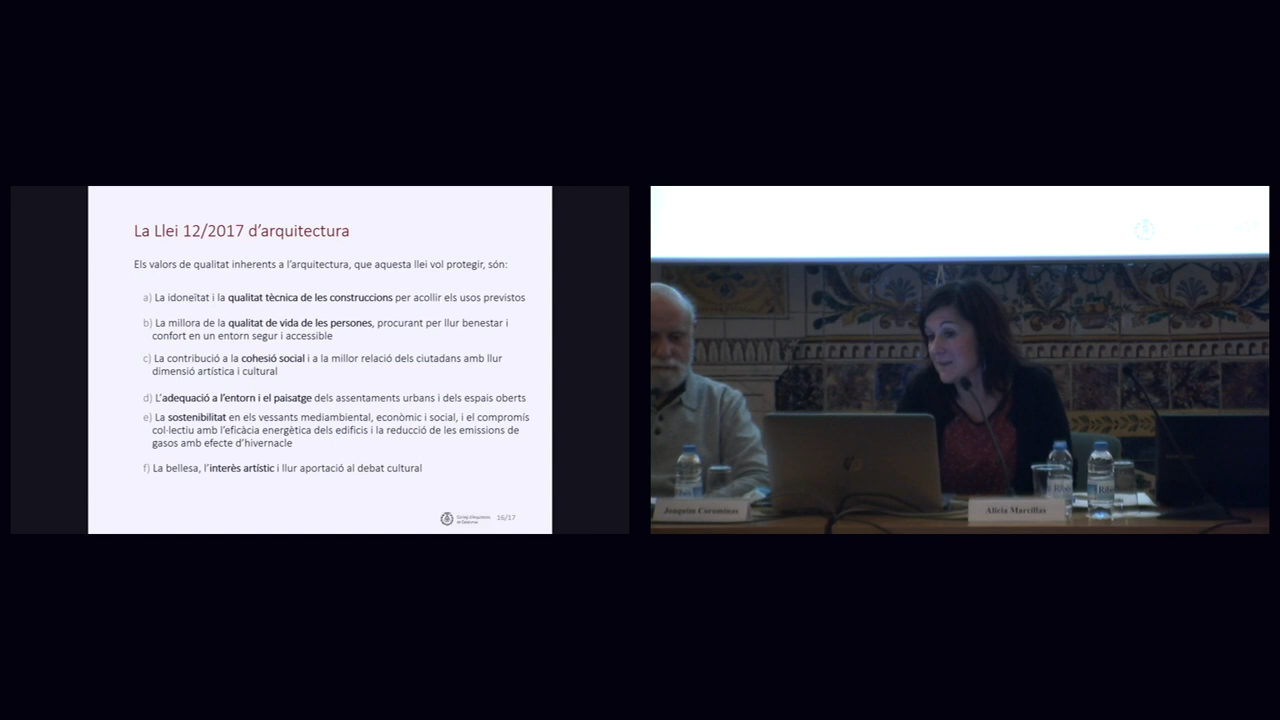 La Llei 12/2017 d'arquitectura
Els valors de qualitat inherents a l'arquitectura, que aquesta llei vol protegir, són:
a) La idoneïtat i la qualitat tècnica de les construccions per acollir els usos previstos
b) La millora de la qualitat de vida de les persones, procurant per llur benestar i
confort en un entorn segur i accessible
c) La contribució a la cohesió social i a la millor relació dels ciutadans amb llur
dimensió artística i cultural
d) L'adequació a l'entorn i el paisatge dels assentaments urbans i dels espais oberts
e) La sostenibilitat en els vessants mediambiental, econòmic i social, i el compromís
col·lectiu amb l'eficàcia energètica dels edificis i la reducció de les emissions de
gasos amb efecte d'hivernacle
f) La bellesa, l'interès artístic i llur aportació al debat cultural
Col·legi d'Arquitectes
de Catalunya
16/17
Joaquim Corominas
Alícia Marcillas